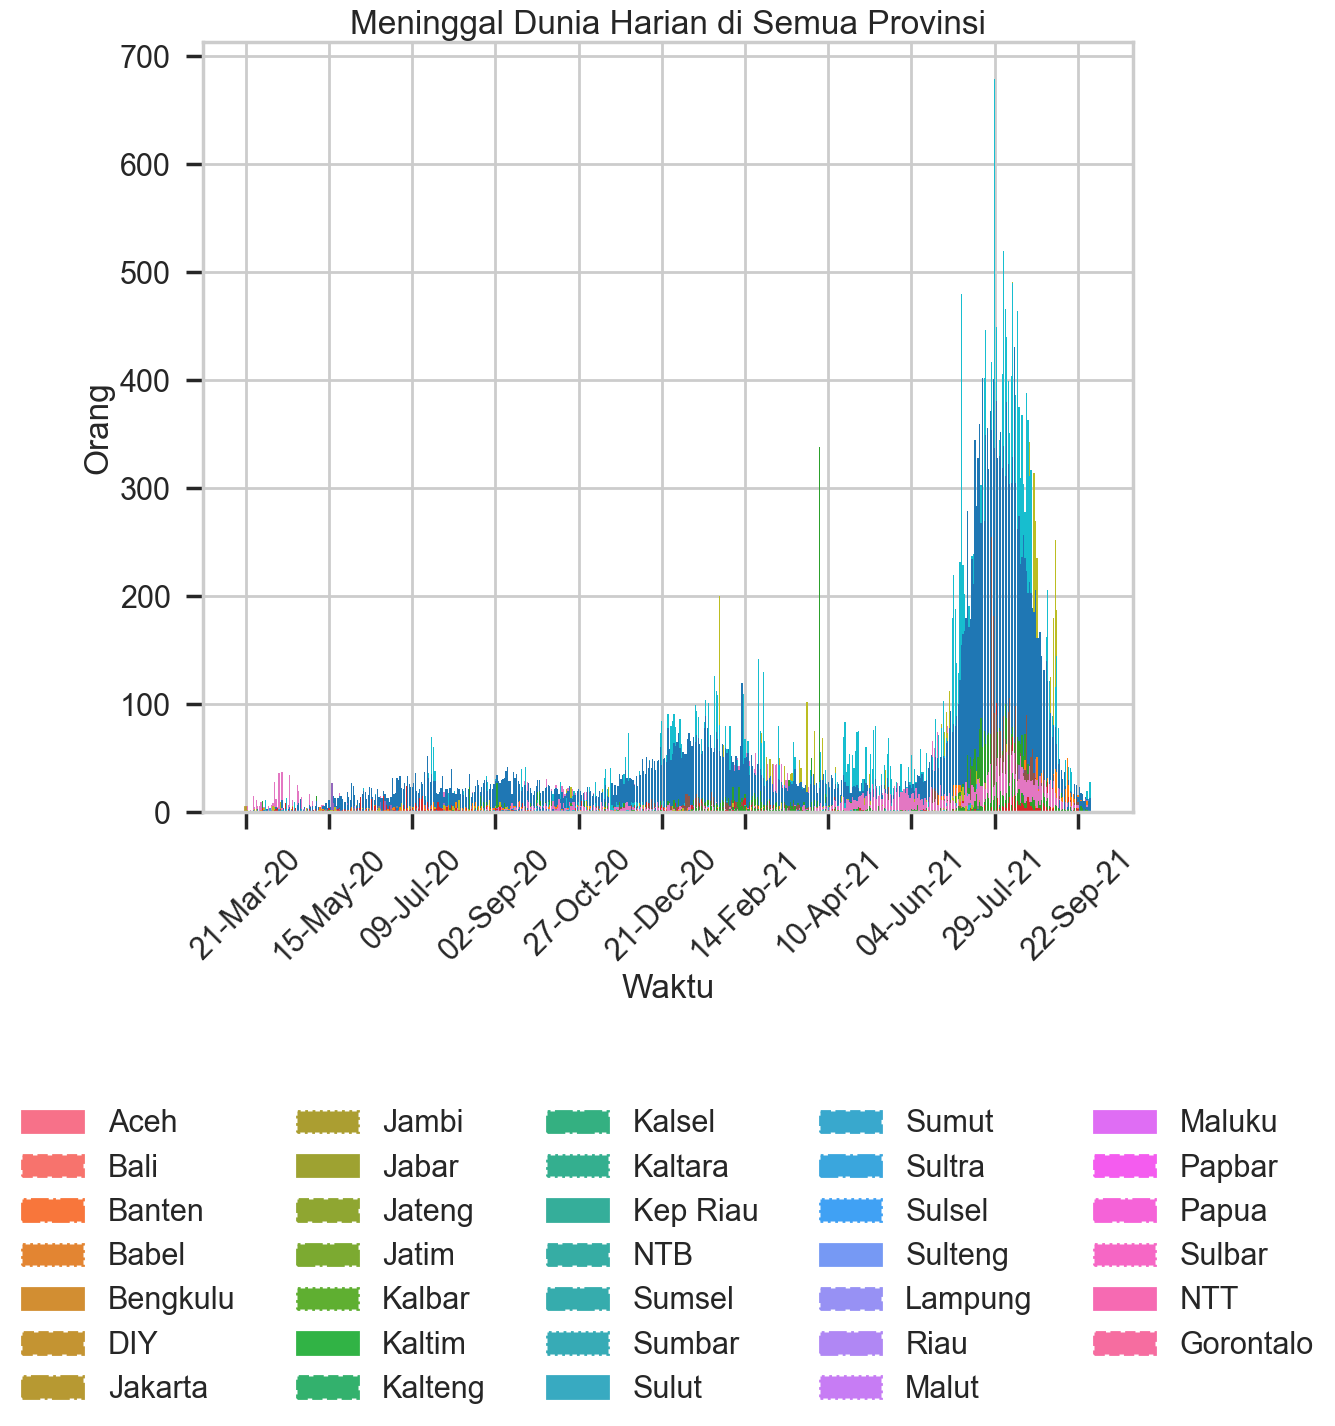 Meninggal Dunia Harian di Semua Provinsi
700
600
500
400
300
200
100
0
Orang
21-Mar-20
15-May-20
09-Jul-20
02-Sep-20
27-Oct-20
21-Dec-20
14-Feb-21
10-Apr-21
04-Jun-21
29-Jul-21
22-Sep-21
Waktu
Aceh
Bali
Banten
Babel
Bengkulu
DIY
Jakarta
Jambi
Jabar
Jateng
Jatim
Kalbar
Kaltim
Kalteng
Kalsel
Kaltara
Kep Riau
NTB
Sumsel
Sumbar
Sulut
Sumut
Sultra
Sulsel
Sulteng
Lampung
Riau
Malut
Maluku
Papbar
Papua
Sulbar
NTT
Gorontalo